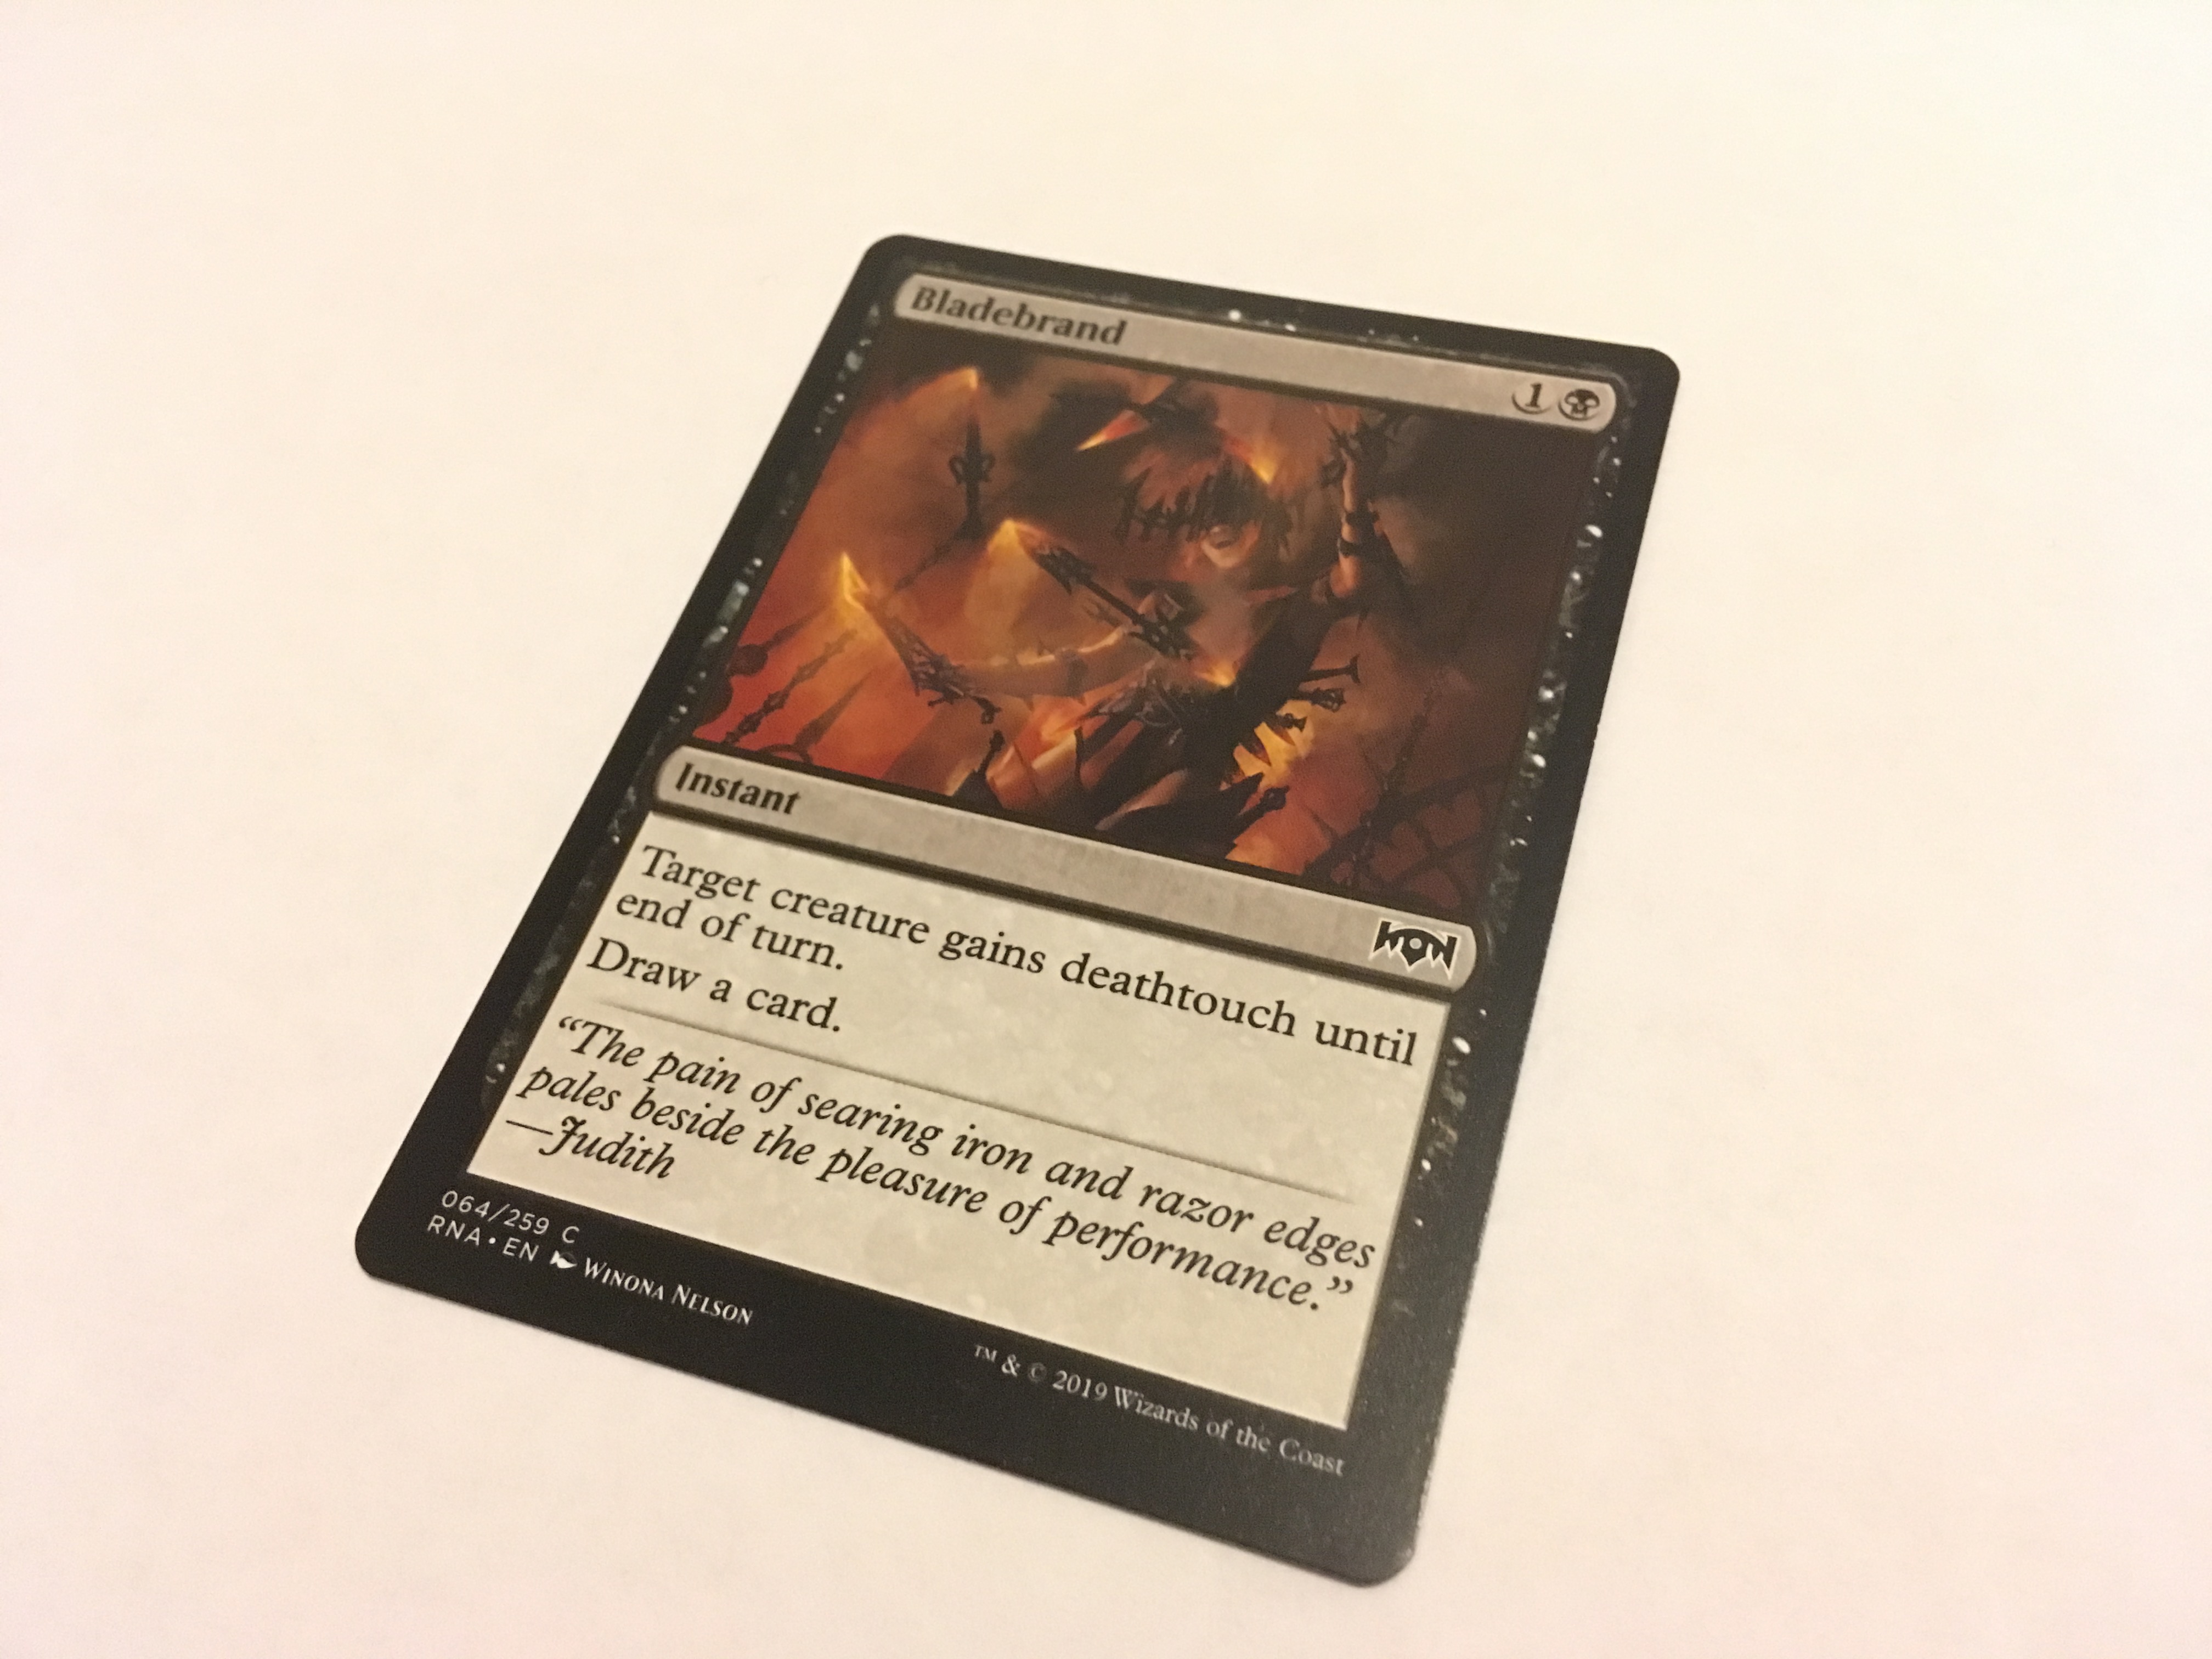 Bladebrand 1
Instant
Target creature gains deathtouch until
end of turn.
Draw a card.
“The pain of searing iron and razor edges
pales beside the pleasure of performance.”
—Judith
064/259 C
RNA • EN WINONA NELSON
™ & © 2019 Wizards of the Coast